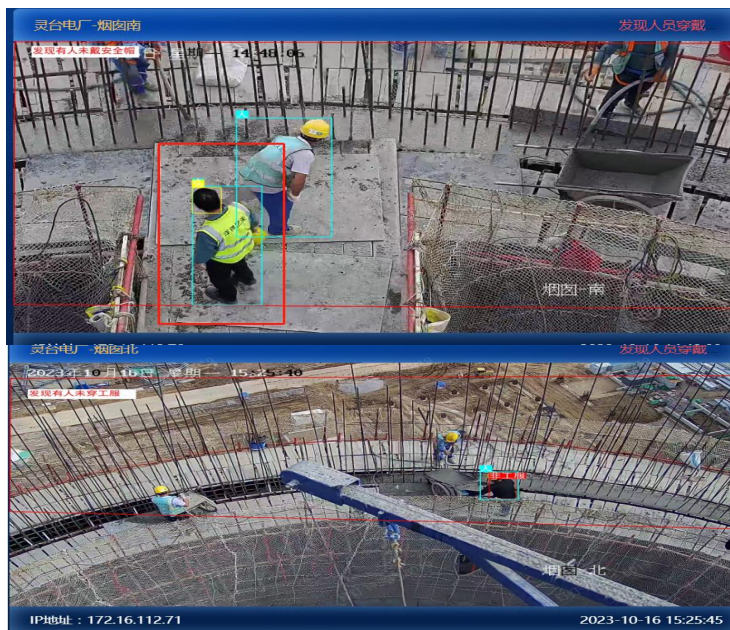 灵台电厂-烟囱南
发现人员穿戴
发现有人未戴安全帽
14:48:06
烟囱-南
灵台电厂-烟囱北
发现人员穿戴
2023年10月16日 星期一 15:25:40
发现有人未穿工服
烟囱-北
IP地址：172.16.112.71
2023-10-16 15:25:45